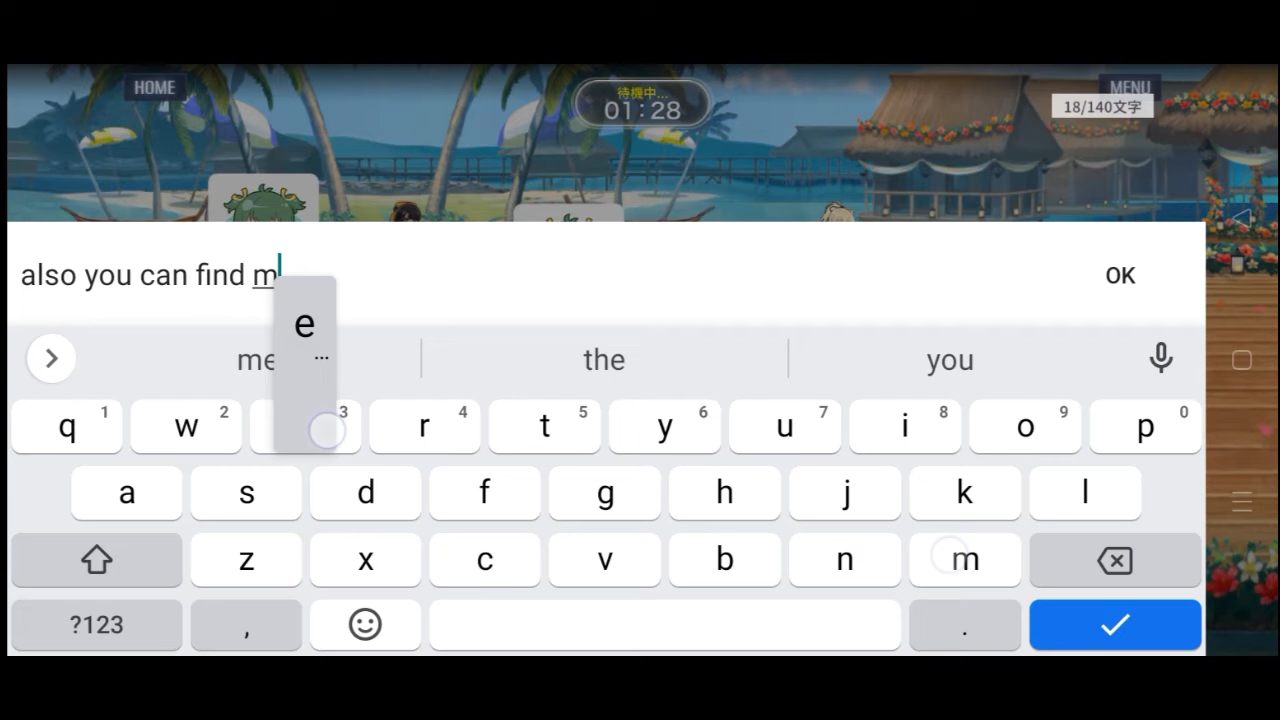 HOME
待機中...
01:28
MENU
18/140文字
also you can find m
OK
e
...
me
the
you
q 1 w 2 3 r 4 t 5 y 6 u 7 i 8 o 9 p 0
a s d f g h j k l
z x c v b n m
?123 , .